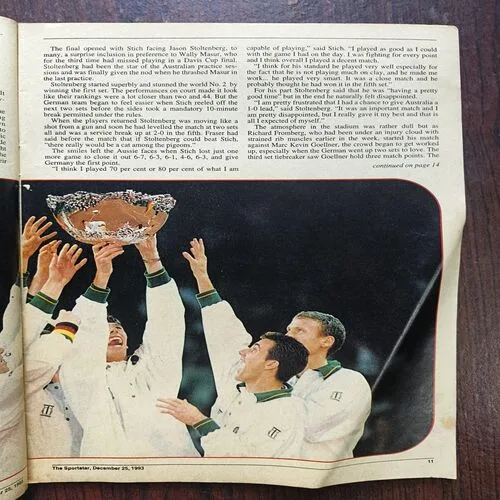 The final opened with Stich facing Jason Stoltenberg, to
many, a surprise inclusion in preference to Wally Masur, who
for the third time had missed playing in a Davis Cup final.
Stoltenberg had been the star of the Australian practice ses-
sions and was finally given the nod when he thrashed Masur in
the last practice.
Stoltenberg started superbly and stunned the world No. 2 by
winning the first set. The performances on court made it look
like their rankings were a lot closer than two and 44. But the
German team began to feel easier when Stich reeled off the
next two sets before the sides took a mandatory 10-minute
break permitted under the rules.
When the players returned Stoltenberg was moving like a
shot from a gun and soon he had levelled the match at two sets
all and was a service break up at 2-0 in the fifth. Fraser had
said before the match that if Stoltenberg could beat Stich,
"there really would be a cat among the pigeons."
The smiles left the Aussie faces when Stich lost just one
more game to close it out 6-7, 6-3, 6-1, 4-6, 6-3, and give
Germany the first point.
"I think I played 70 per cent or 80 per cent of what I am
capable of playing," said Stich. "I played as good as I could
with the game I had on the day. I was fighting for every point
and I think overall I played a decent match.
"I think for his standard he played very well especially for
the fact that he is not playing much on clay, and he made me
work... he played very smart. It was a close match and he
probably thought he had won it in the fifth set."
For his part Stoltenberg said that he was "having a pretty
good time" but in the end he naturally felt disappointed.
"I am pretty frustrated that I had a chance to give Australia a
1-0 lead," said Stoltenberg. "It was an important match and I
am pretty disappointed, but I really gave it my best and that is
all I expected of myself."
The atmosphere in the stadium was rather dull but as
Richard Fromberg, who had been under an injury cloud with
strained rib muscles earlier in the week, started his match
against Marc Kevin Goellner, the crowd began to get worked
up, especially when the German went up two sets to love. The
third set tiebreaker saw Goellner hold three match points. The
continued on page 14
The Sportstar, December 25, 1993
11